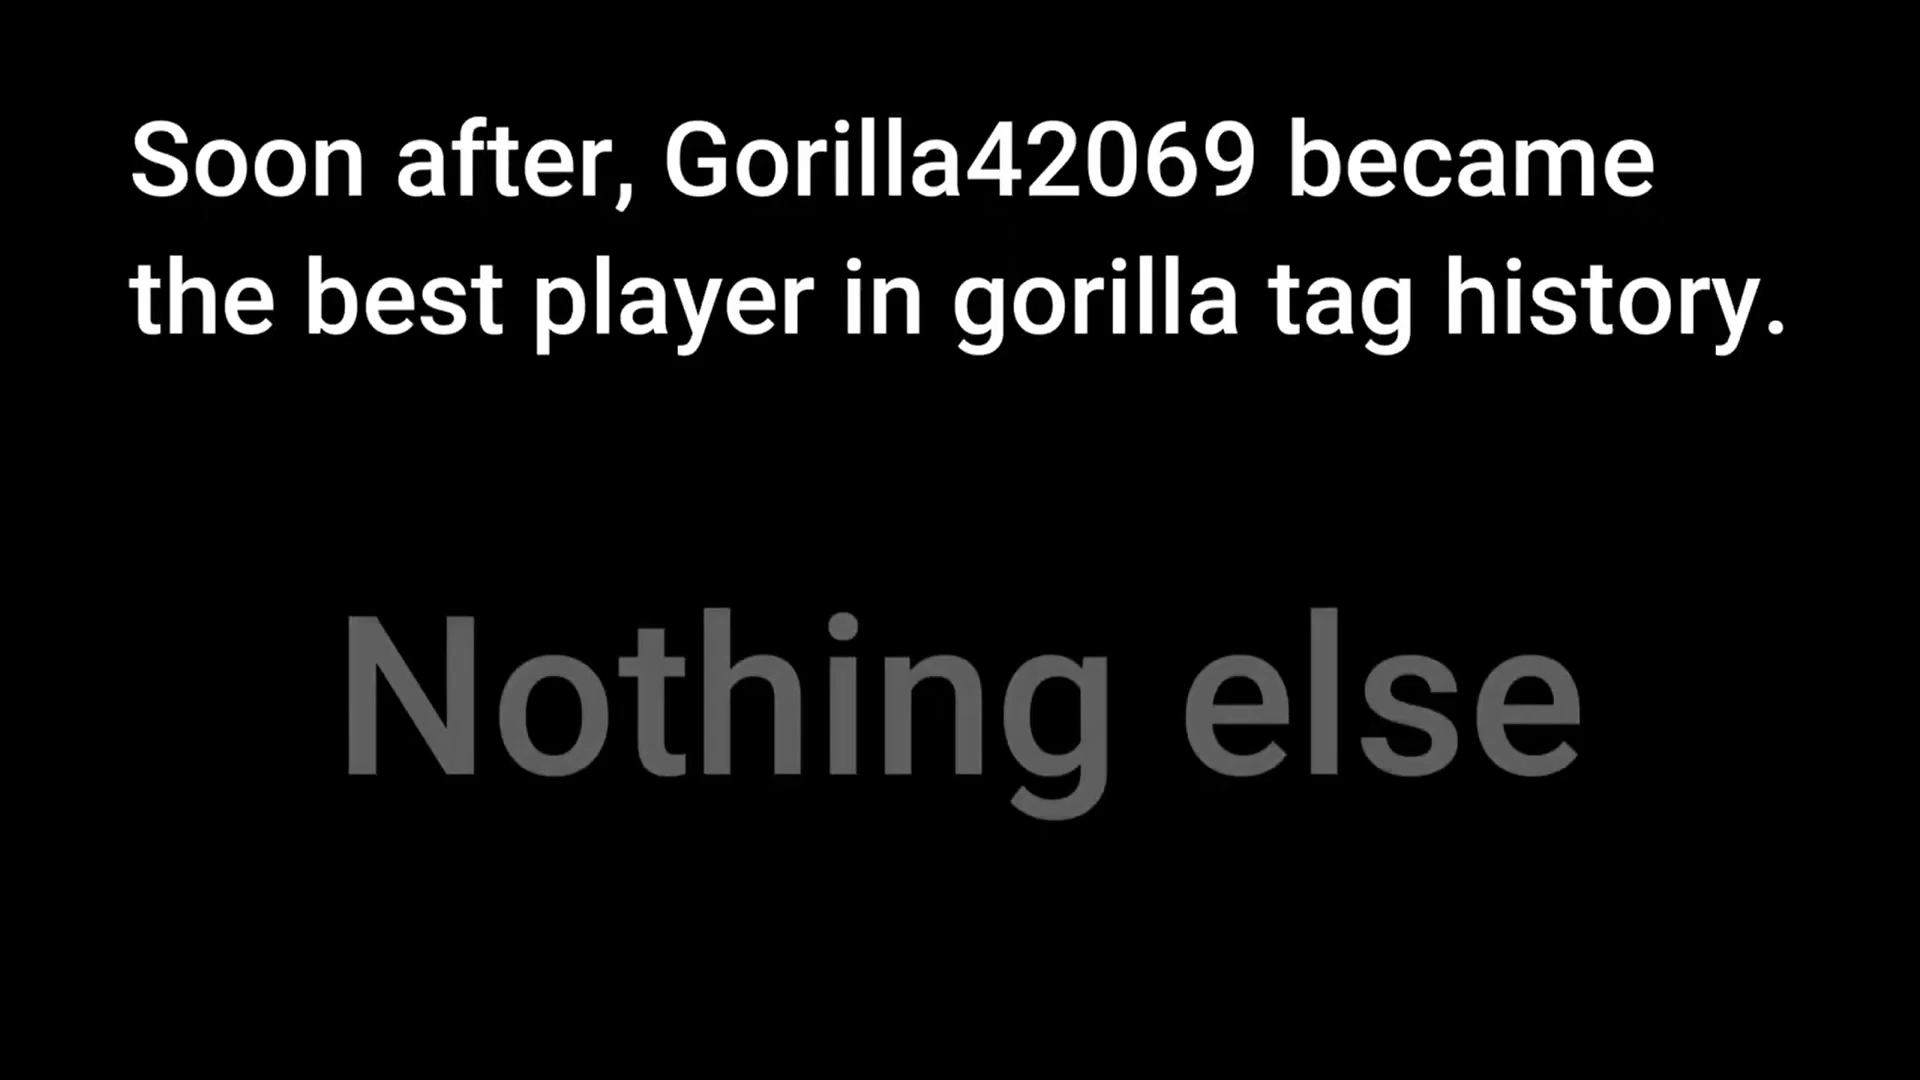 Soon after, Gorilla42069 became
the best player in gorilla tag history.
Nothing else